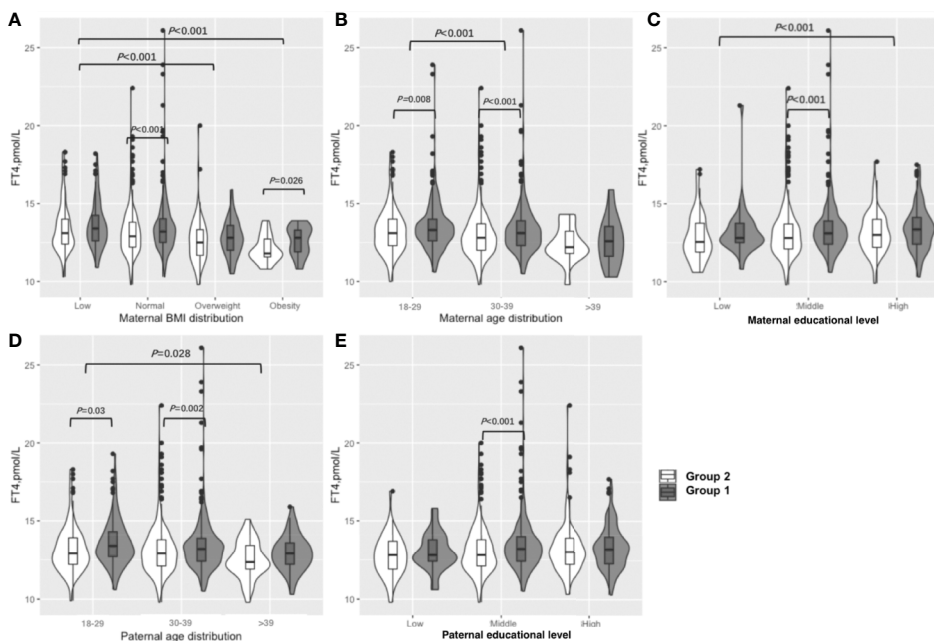 A
P<0.001
P<0.001
P<0.001
P=0.026
FT4,pmol/L
25
20
15
10
Low
Normal
Overweight
Obesity
Maternal BMI distribution
B
P<0.001
P=0.008
P<0.001
FT4,pmol/L
25
20
15
10
18-29
30-39
>39
Maternal age distribution
C
P<0.001
P<0.001
FT4,pmol/L
25
20
15
10
Low
Middle
High
Maternal educational level
D
P=0.028
P=0.03
P=0.002
FT4,pmol/L
25
20
15
10
18-29
30-39
>39
Paternal age distribution
E
P<0.001
FT4,pmol/L
25
20
15
10
Low
Middle
High
Paternal educational level
Group 2
Group 1